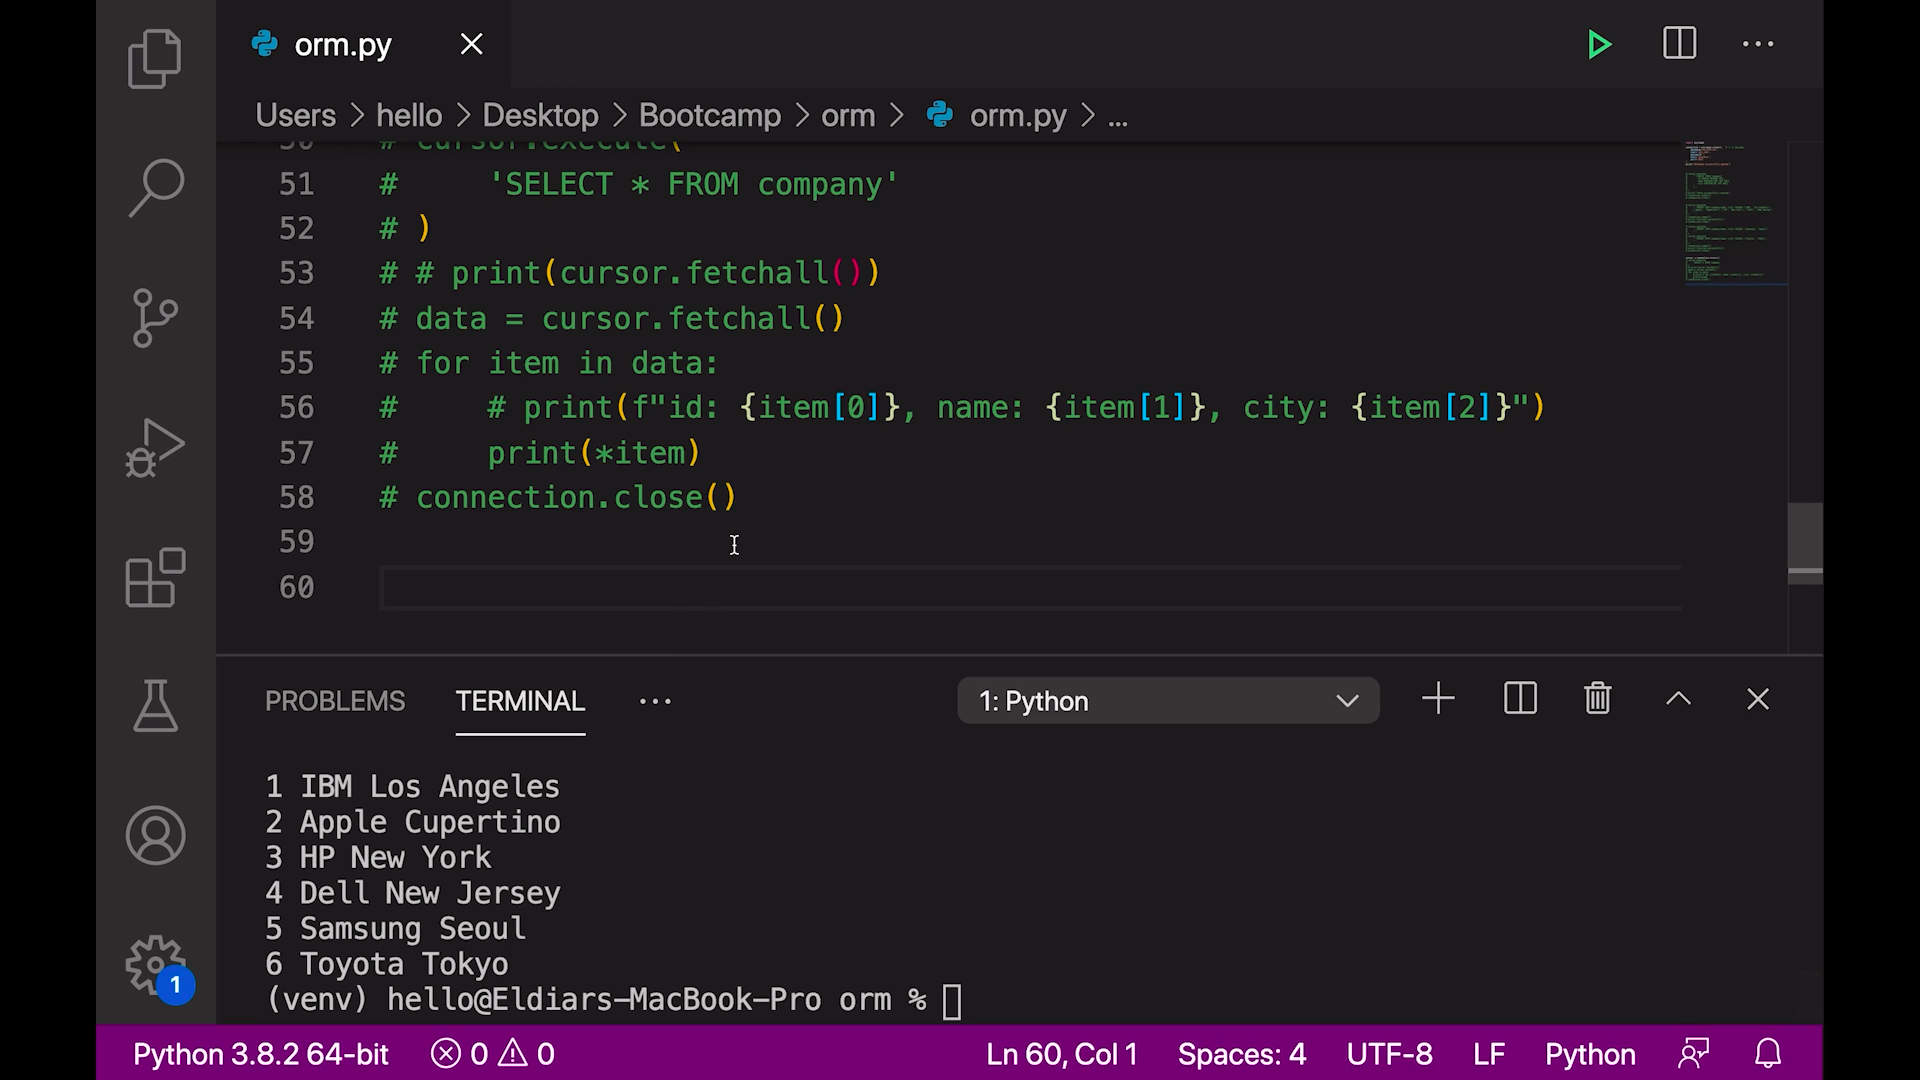 orm.py
Users > hello > Desktop > Bootcamp > orm > orm.py > ...
50 # cursor.execute(
51 #     'SELECT * FROM company'
52 # )
53 # # print(cursor.fetchall())
54 # data = cursor.fetchall()
55 # for item in data:
56 #     # print(f"id: {item[0]}, name: {item[1]}, city: {item[2]}")
57 #     print(*item)
58 # connection.close()
59
60
PROBLEMS TERMINAL ... 1: Python
1 IBM Los Angeles
2 Apple Cupertino
3 HP New York
4 Dell New Jersey
5 Samsung Seoul
6 Toyota Tokyo
(venv) hello@Eldiars-MacBook-Pro orm %
1
Python 3.8.2 64-bit 0 0 Ln 60, Col 1 Spaces: 4 UTF-8 LF Python